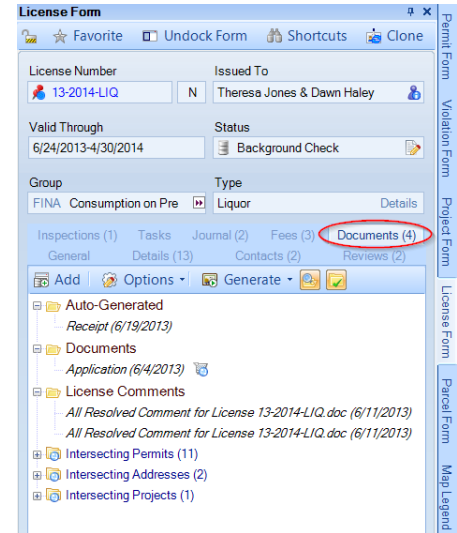 License Form
Favorite Undock Form Shortcuts Clone
License Number Issued To
13-2014-LIQ N Theresa Jones & Dawn Haley
Valid Through Status
6/24/2013-4/30/2014 Background Check
Group Type
FINA Consumption on Pre Liquor Details
Inspections (1) Tasks Journal (2) Fees (3) Documents (4)
General Details (13) Contacts (2) Reviews (2)
Add Options Generate
Auto-Generated
Receipt (6/19/2013)
Documents
Application (6/4/2013)
License Comments
All Resolved Comment for License 13-2014-LIQ.doc (6/11/2013)
All Resolved Comment for License 13-2014-LIQ.doc (6/11/2013)
Intersecting Permits (11)
Intersecting Addresses (2)
Intersecting Projects (1)
Permit Form
Violation Form
Project Form
License Form
Parcel Form
Map Legend